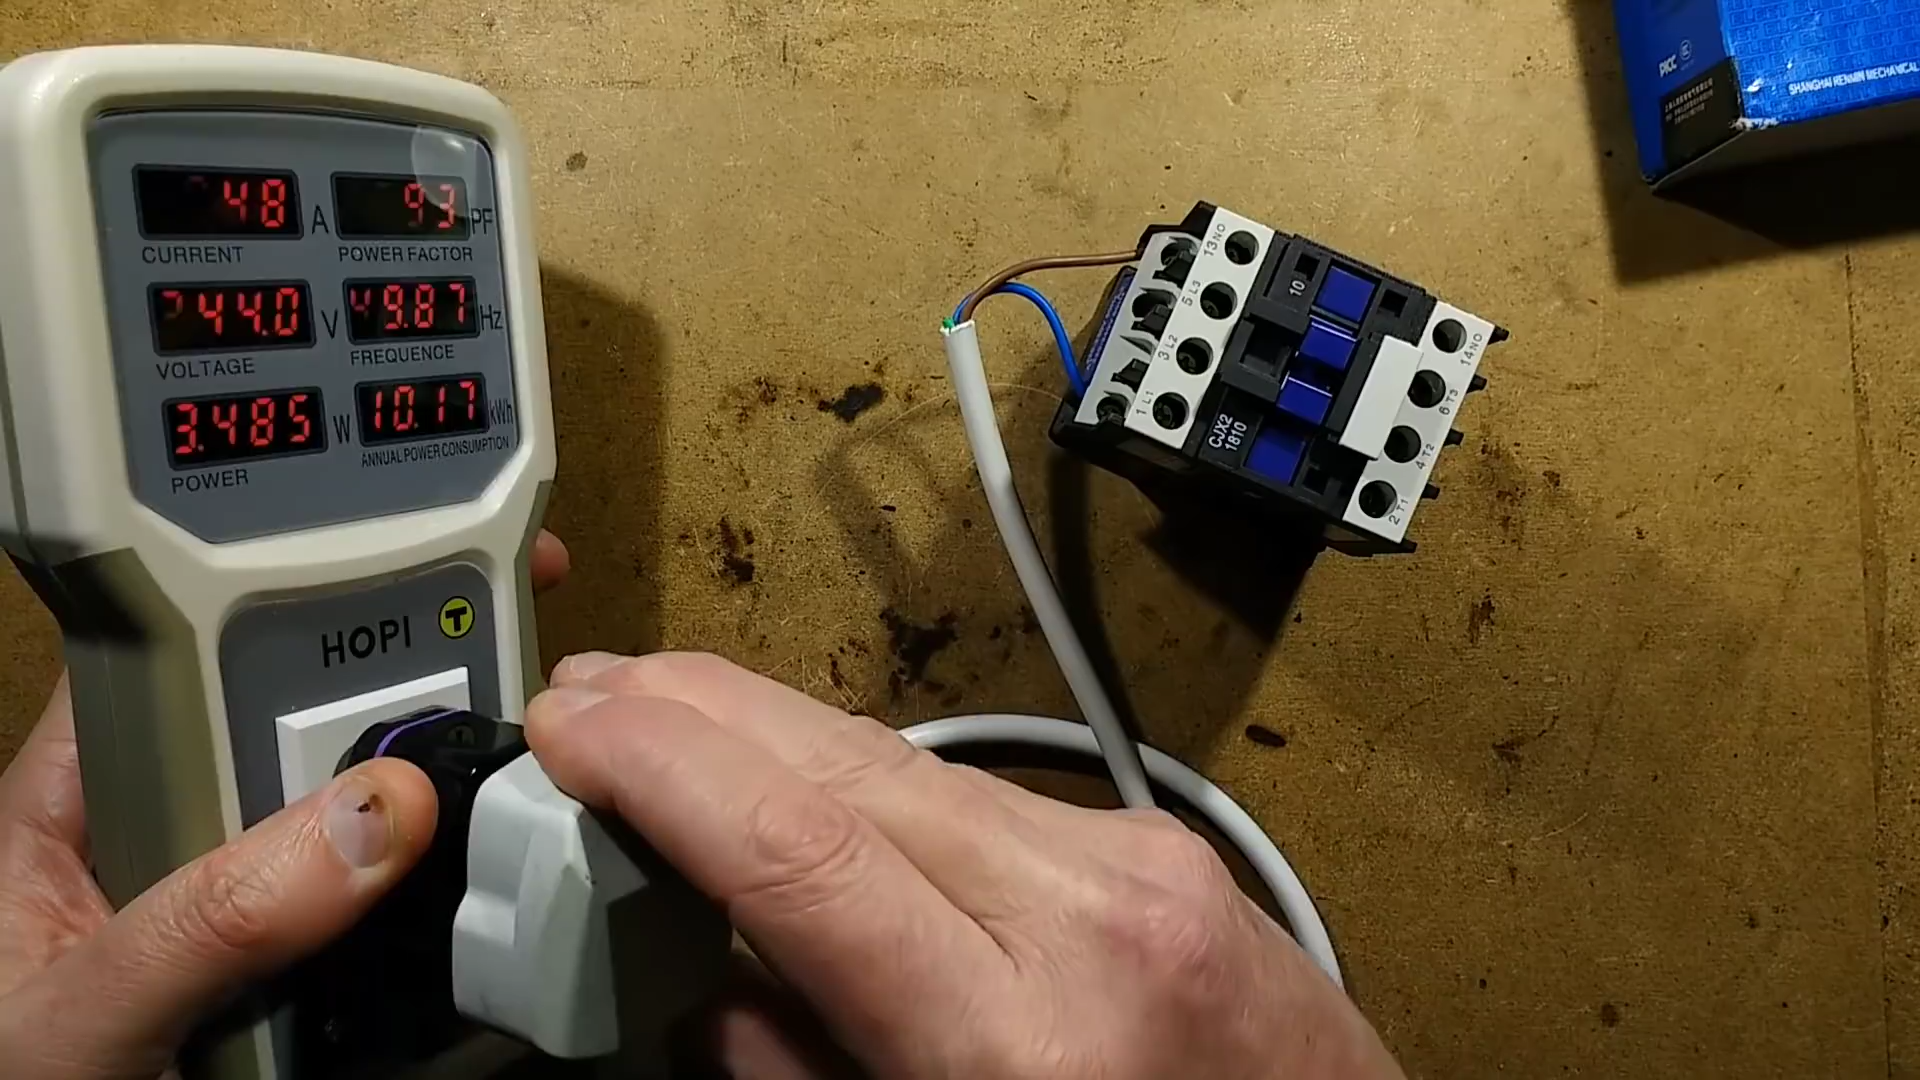 48 A
93 PF
CURRENT
POWER FACTOR
44.0 V
49.87 Hz
VOLTAGE
FREQUENCE
3.485 W
10.17 kWh
POWER
ANNUAL POWER CONSUMPTION
HOPI T
13NO
5 L3
3 L2
1 L1
10
CJX2
1810
14NO
6 T3
4 T2
2 T1
PICC
SHANGHAI RENMIN MECHANICAL